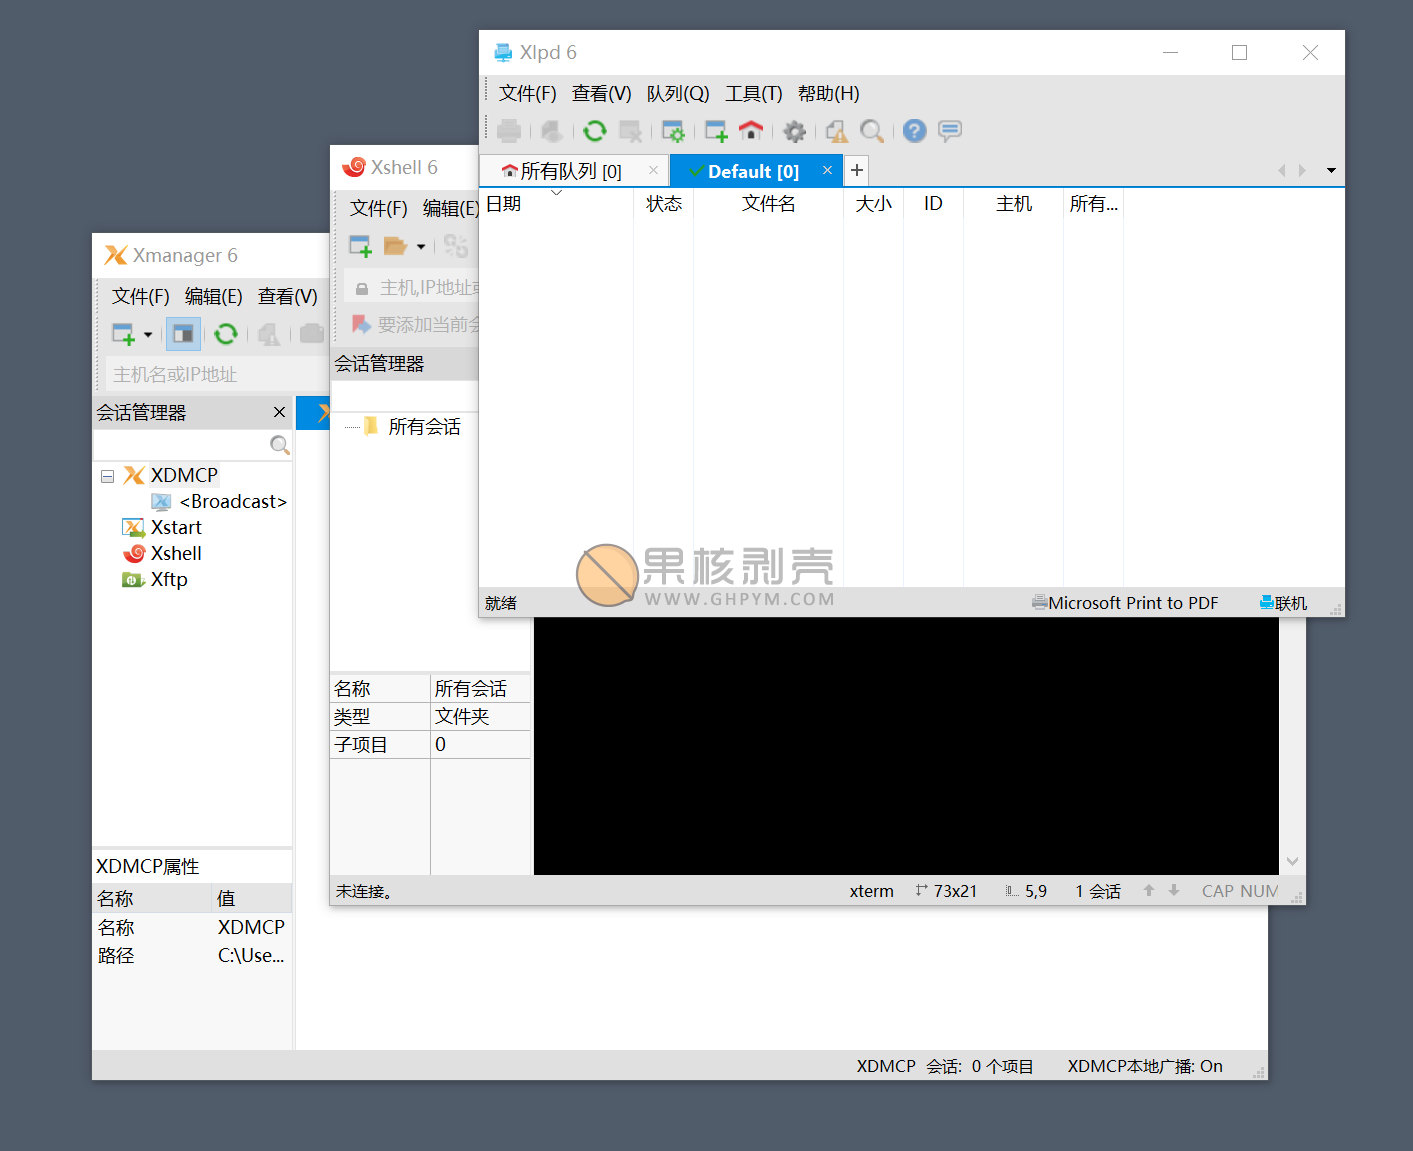 Xlpd 6
文件(F) 查看(V) 队列(Q) 工具(T) 帮助(H)
所有队列 [0] Default [0]
日期 状态 文件名 大小 ID 主机 所有...
果核剥壳
WWW.GHPYM.COM
就绪 Microsoft Print to PDF 联机
Xshell 6
文件(F) 编辑(E)
主机,IP地址或
要添加当前会
会话管理器
所有会话
名称 所有会话
类型 文件夹
子项目 0
未连接。 xterm 73x21 5,9 1 会话 CAP NUM
Xmanager 6
文件(F) 编辑(E) 查看(V)
主机名或IP地址
会话管理器
XDMCP
<Broadcast>
Xstart
Xshell
Xftp
XDMCP属性
名称 值
名称 XDMCP
路径 C:\Use...
XDMCP 会话: 0 个项目 XDMCP本地广播: On